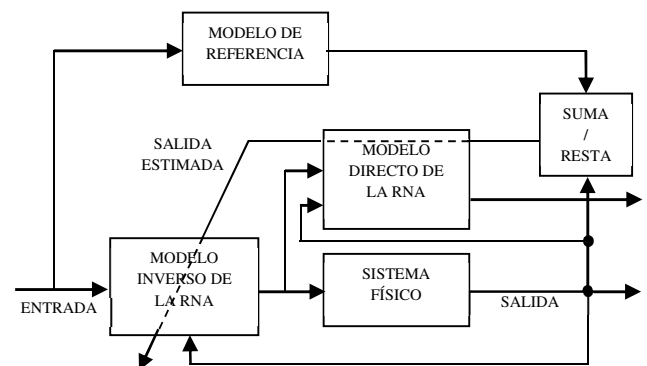 MODELO DE
REFERENCIA
SUMA
/
RESTA
SALIDA
ESTIMADA
MODELO
DIRECTO DE
LA RNA
MODELO
INVERSO DE
LA RNA
SISTEMA
FÍSICO
ENTRADA
SALIDA